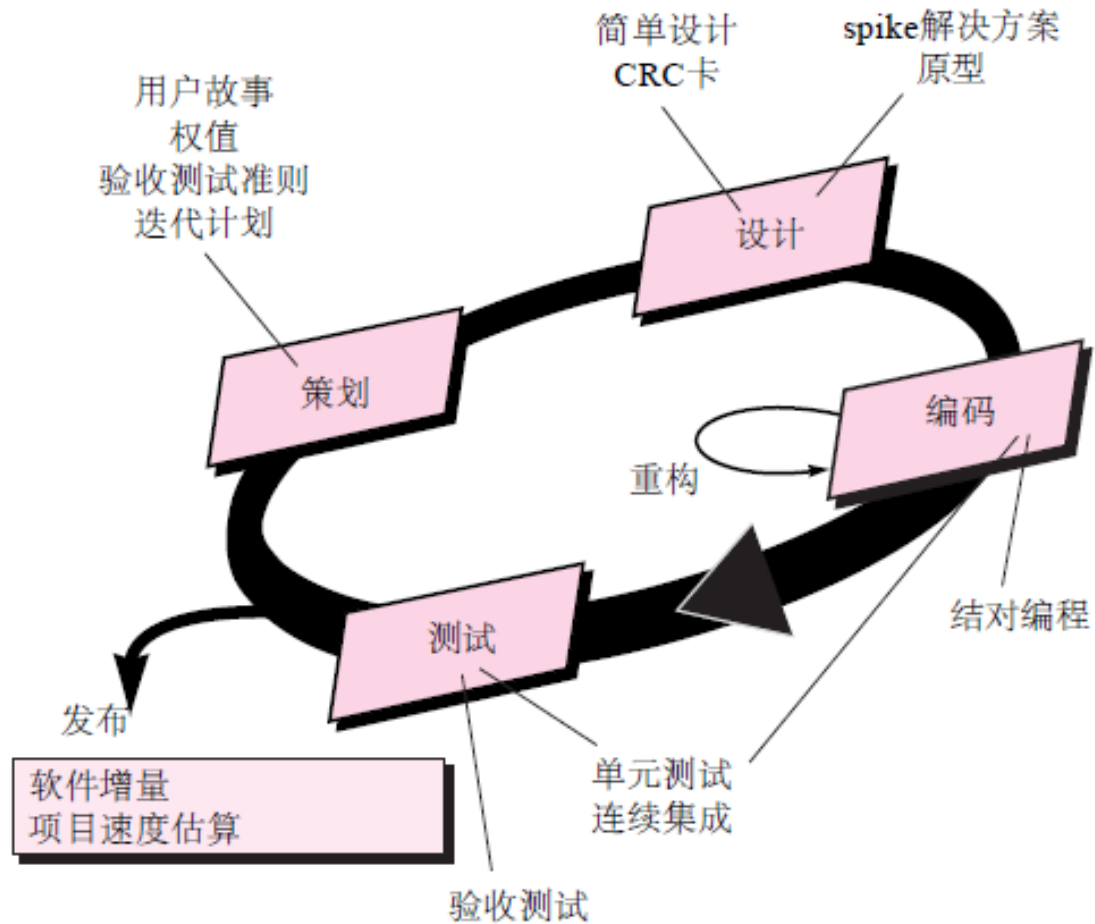 简单设计
CRC卡
spike解决方案
原型
用户故事
权值
验收测试准则
迭代计划
设计
策划
编码
重构
结对编程
测试
发布
软件增量
项目速度估算
单元测试
连续集成
验收测试